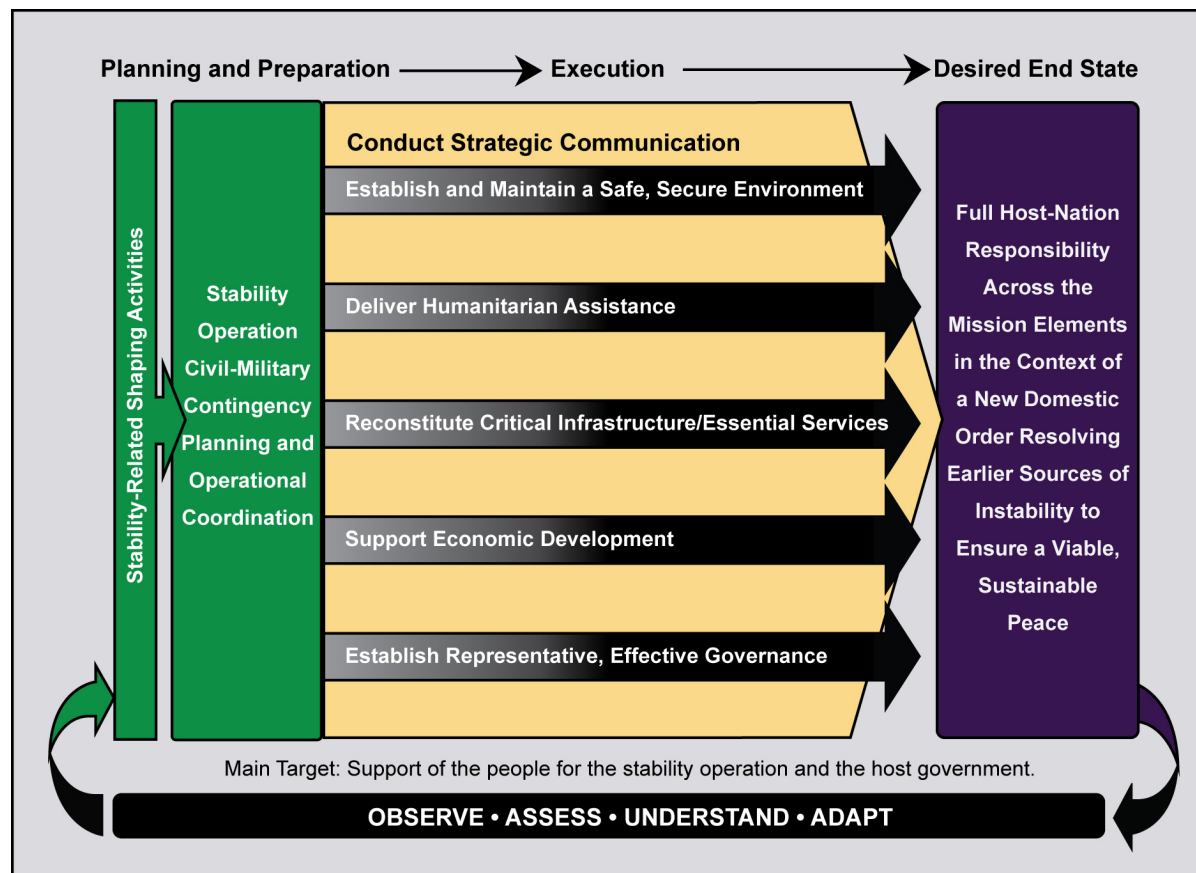 Planning and Preparation
Execution
Desired End State
Stability-Related Shaping Activities
Stability
Operation
Civil-Military
Contingency
Planning and
Operational
Coordination
Conduct Strategic Communication
Establish and Maintain a Safe, Secure Environment
Deliver Humanitarian Assistance
Reconstitute Critical Infrastructure/Essential Services
Support Economic Development
Establish Representative, Effective Governance
Full Host-Nation
Responsibility
Across the
Mission Elements
in the Context of
a New Domestic
Order Resolving
Earlier Sources of
Instability to
Ensure a Viable,
Sustainable
Peace
Main Target: Support of the people for the stability operation and the host government.
OBSERVE • ASSESS • UNDERSTAND • ADAPT